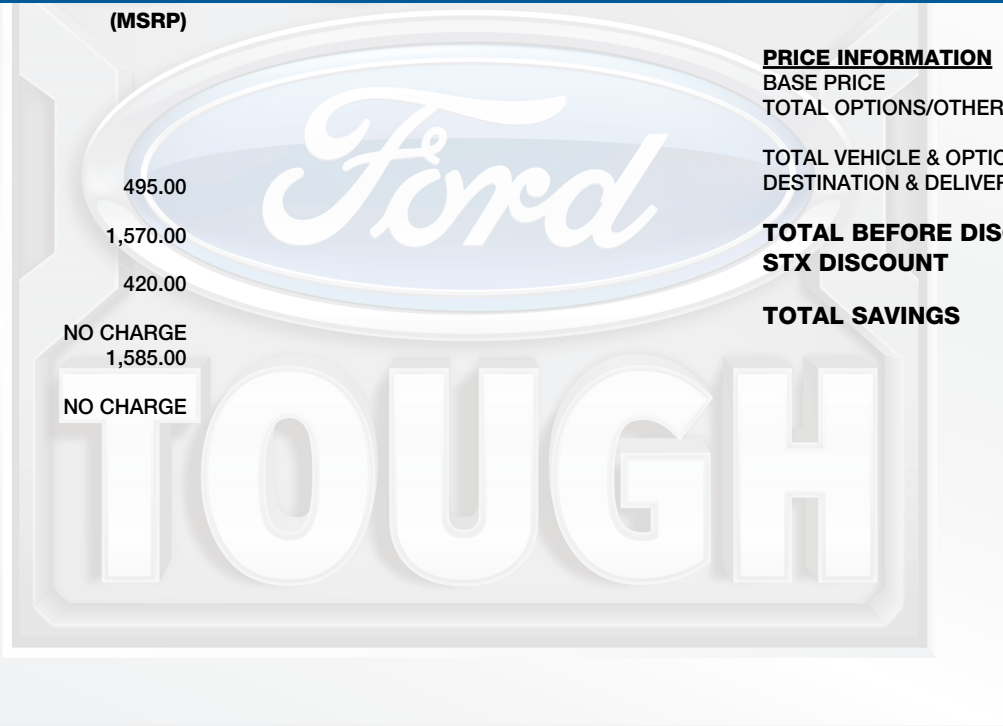 (MSRP)
495.00
1,570.00
420.00
NO CHARGE
1,585.00
NO CHARGE
PRICE INFORMATION
BASE PRICE
TOTAL OPTIONS/OTHER
TOTAL VEHICLE & OPTIO
DESTINATION & DELIVER
TOTAL BEFORE DISC
STX DISCOUNT
TOTAL SAVINGS
Ford
TOUGH